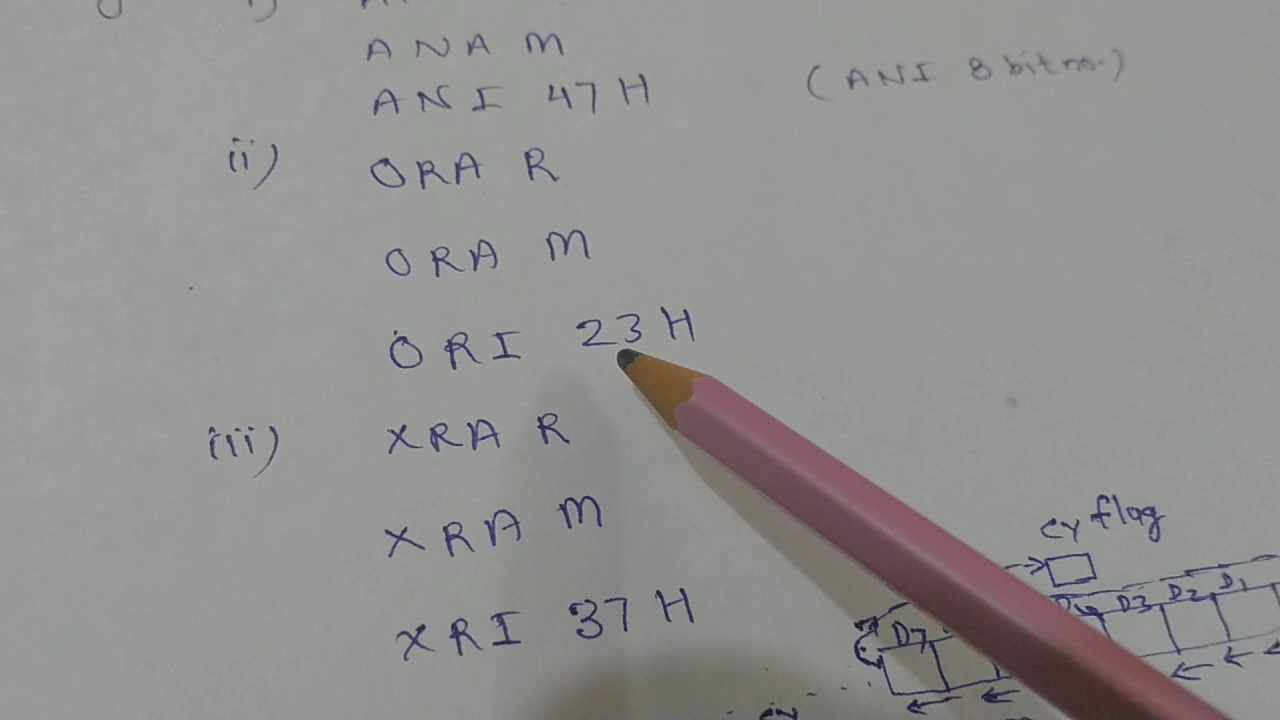 ANA M
ANI 47H (ANI 8 bit no.)
ii) ORA R
ORA M
ORI 23H
iii) XRA R
XRA M
XRI 37H
CY flag
D7 D3 D2 D1